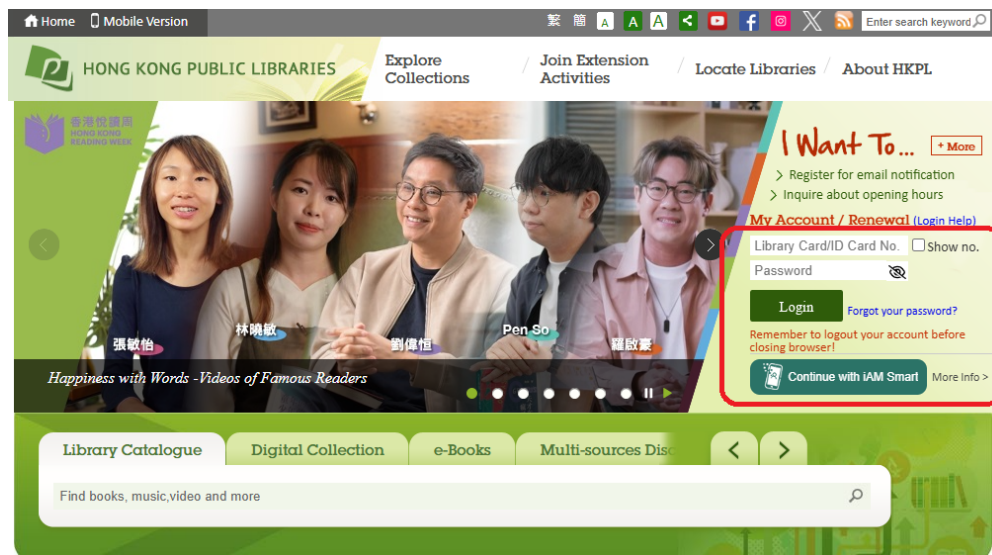 Home Mobile Version 繁 簡 A A A Enter search keyword
HONG KONG PUBLIC LIBRARIES
Explore
Collections
Join Extension
Activities
Locate Libraries
About HKPL
香港悅讀周
HONG KONG
READING WEEK
張敏怡
林曉敏
劉偉恒
Pen So
羅啟豪
Happiness with Words -Videos of Famous Readers
I Want To... + More
> Register for email notification
> Inquire about opening hours
My Account / Renewal (Login Help)
Library Card/ID Card No. Show no.
Password
Login Forgot your password?
Remember to logout your account before
closing browser!
Continue with iAM Smart More Info >
Library Catalogue Digital Collection e-Books Multi-sources Disc
Find books, music,video and more